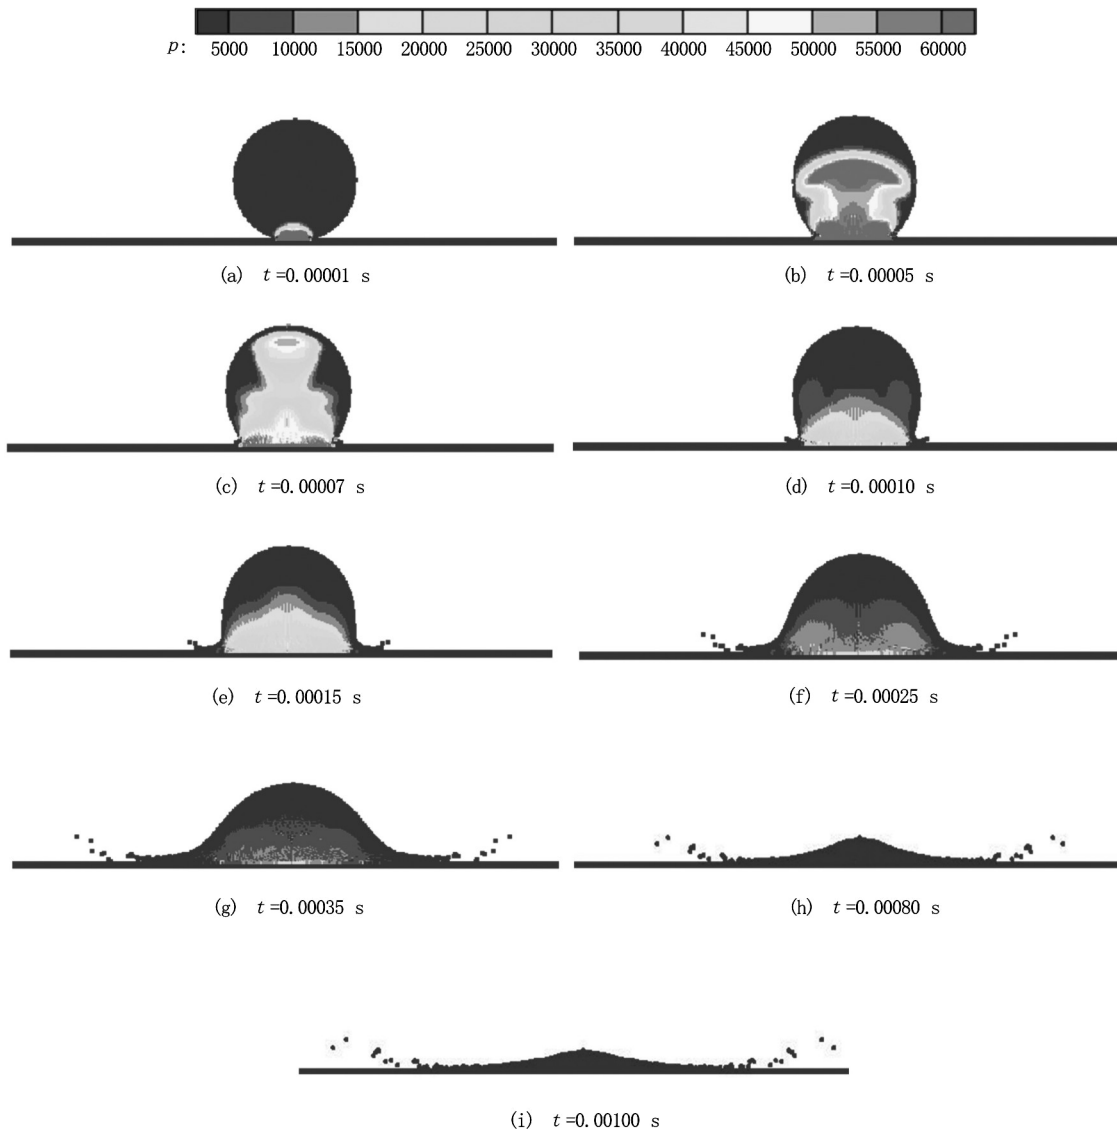 p: 5000 10000 15000 20000 25000 30000 35000 40000 45000 50000 55000 60000
(a) t=0.00001 s
(b) t=0.00005 s
(c) t=0.00007 s
(d) t=0.00010 s
(e) t=0.00015 s
(f) t=0.00025 s
(g) t=0.00035 s
(h) t=0.00080 s
(i) t=0.00100 s